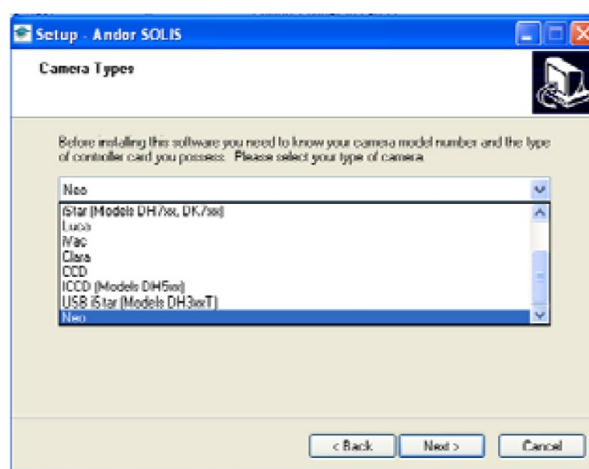 Setup - Andor SOLIS
Camera Types
Before installing this software you need to know your camera model number and the type
of controller card you possess. Please select your type of camera.
Neo
iStar (Models DH7xx, DK7xx)
Luca
iVac
Clara
CCD
ICCD (Models DH5xx)
USB iStar (Models DH3xxT)
Neo
< Back
Next >
Cancel